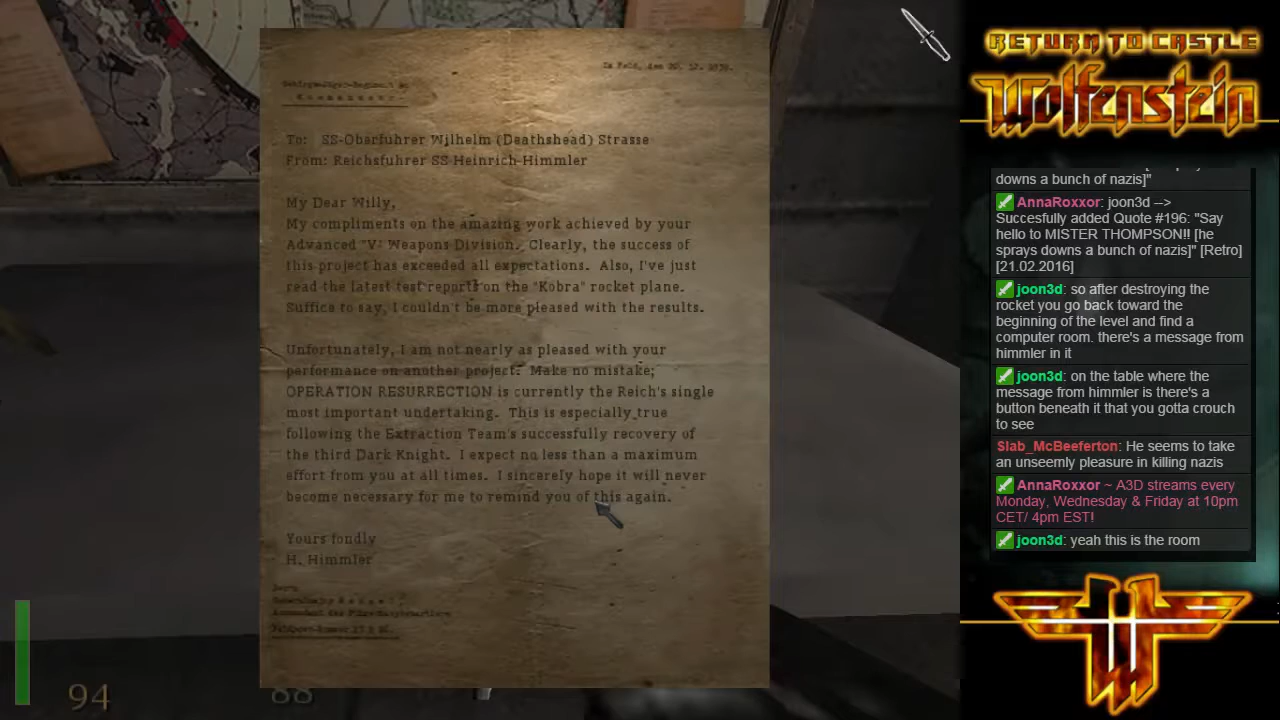 To: SS-Oberfuhrer Wilhelm (Deathshead) Strasse
From: Reichsfuhrer SS Heinrich Himmler
My Dear Willy,
My compliments on the amazing work achieved by your
Advanced "V" Weapons Division. Clearly, the success of
this project has exceeded all expectations. Also, I've just
read the latest test reports on the "Kobra" rocket plane.
Suffice to say, I couldn't be more pleased with the results.
Unfortunately, I am not nearly as pleased with your
performance on another project. Make no mistake;
OPERATION RESURRECTION is currently the Reich's single
most important undertaking. This is especially true
following the Extraction Team's successfully recovery of
the third Dark Knight. I expect no less than a maximum
effort from you at all times. I sincerely hope it will never
become necessary for me to remind you of this again.
Yours fondly
H. Himmler
94
88
RETURN TO CASTLE
Wolfenstein
downs a bunch of nazis]"
AnnaRoxxor: joon3d -->
Succesfully added Quote #196: "Say
hello to MISTER THOMPSON!! [he
sprays downs a bunch of nazis]" [Retro]
[21.02.2016]
joon3d: so after destroying the
rocket you go back toward the
beginning of the level and find a
computer room. there's a message from
himmler in it
joon3d: on the table where the
message from himmler is there's a
button beneath it that you gotta crouch
to see
Slab_McBeeferton: He seems to take
an unseemly pleasure in killing nazis
AnnaRoxxor ~ A3D streams every
Monday, Wednesday & Friday at 10pm
CET/ 4pm EST!
joon3d: yeah this is the room